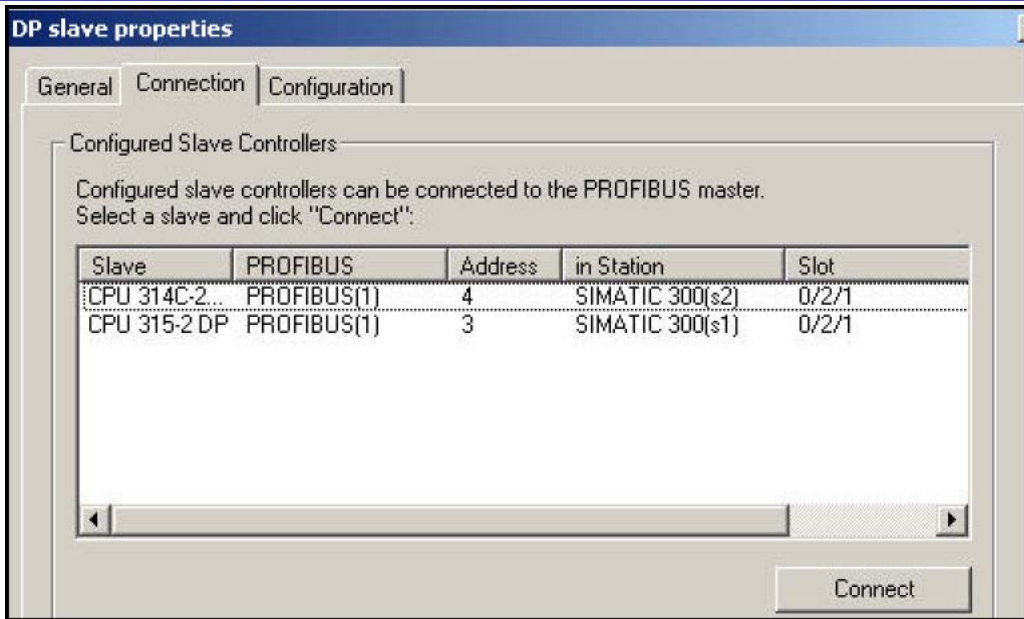 DP slave properties
General Connection Configuration
Configured Slave Controllers
Configured slave controllers can be connected to the PROFIBUS master.
Select a slave and click "Connect":
Slave PROFIBUS Address in Station Slot
CPU 314C-2... PROFIBUS(1) 4 SIMATIC 300(s2) 0/2/1
CPU 315-2 DP PROFIBUS(1) 3 SIMATIC 300(s1) 0/2/1
Connect